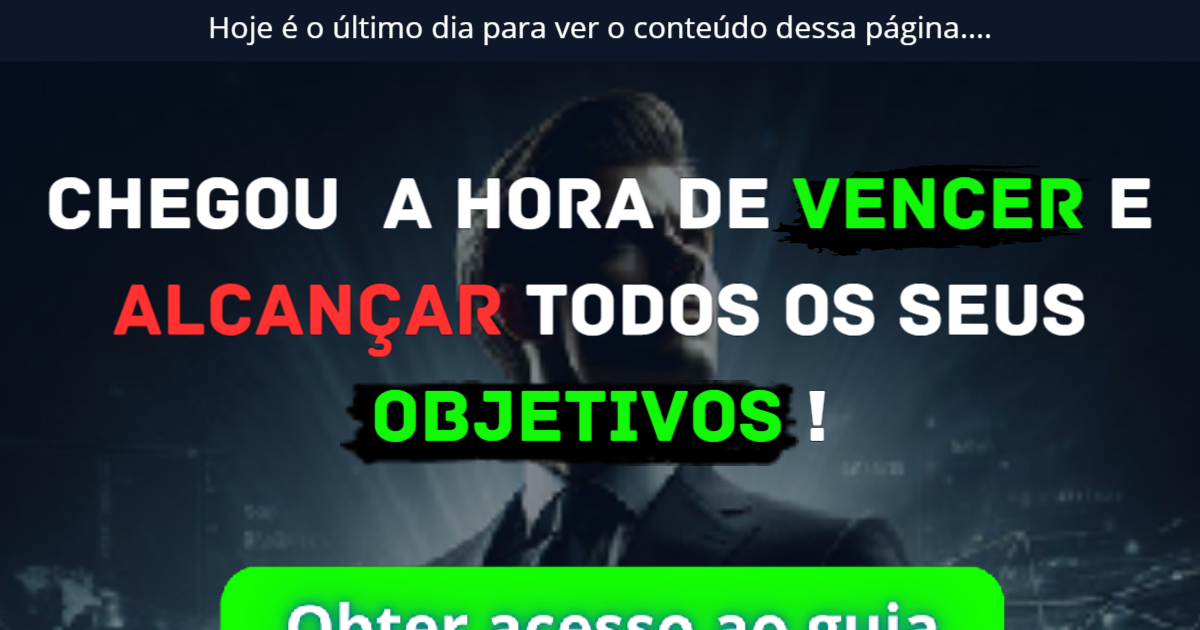 Hoje é o último dia para ver o conteúdo dessa página....
CHEGOU A HORA DE VENCER E
ALCANÇAR TODOS OS SEUS
OBJETIVOS !
Obter acesso ao guia